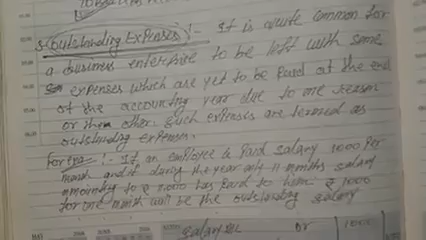 5. Outstanding Expenses :- It is quite common for
a business enterprise to be left with some
expenses which are yet to be Paid at the end
of the accounting year due to one reason
or the other. Such expenses are termed as
outstanding expenses.
For ex :- If an employee is Paid salary 1000 Per
month and if during the year only 11 months salary
amounting to ₹ 11000 has Paid to him ₹ 1000
for one month will be the outstanding salary
Salary a/c Dr 1000